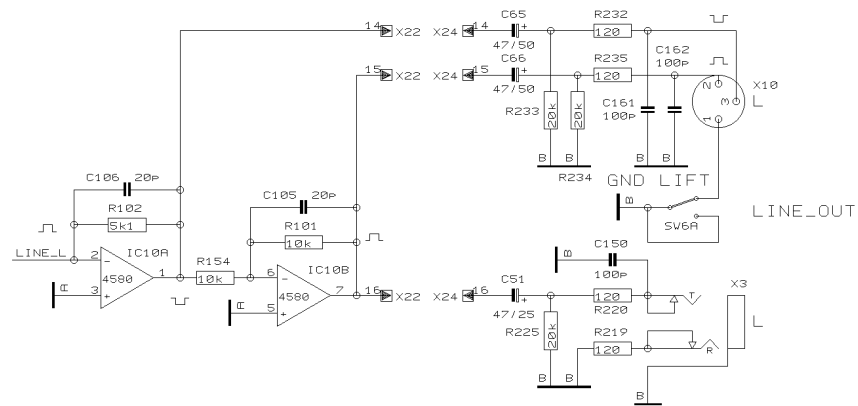 14 X22 X24 14 C65 + 47/50 R232 120
15 X22 X24 15 C66 + 47/50 R235 120 C162 100p
R233 20k 20k R234 C161 100p 2 3 1 X10 L
B B B B
GND LIFT
B SW6A
LINE_OUT
C106 20p
R102 5k1
C105 20p
R101 10k
LINE_L 2 - IC10A 4580 1 3 + A
R154 10k
6 - IC10B 4580 7 5 + A
16 X22 X24 16 C51 + 47/25 R220 120 T
B C150 100p
R225 20k
R219 120 R
X3 L
B B B